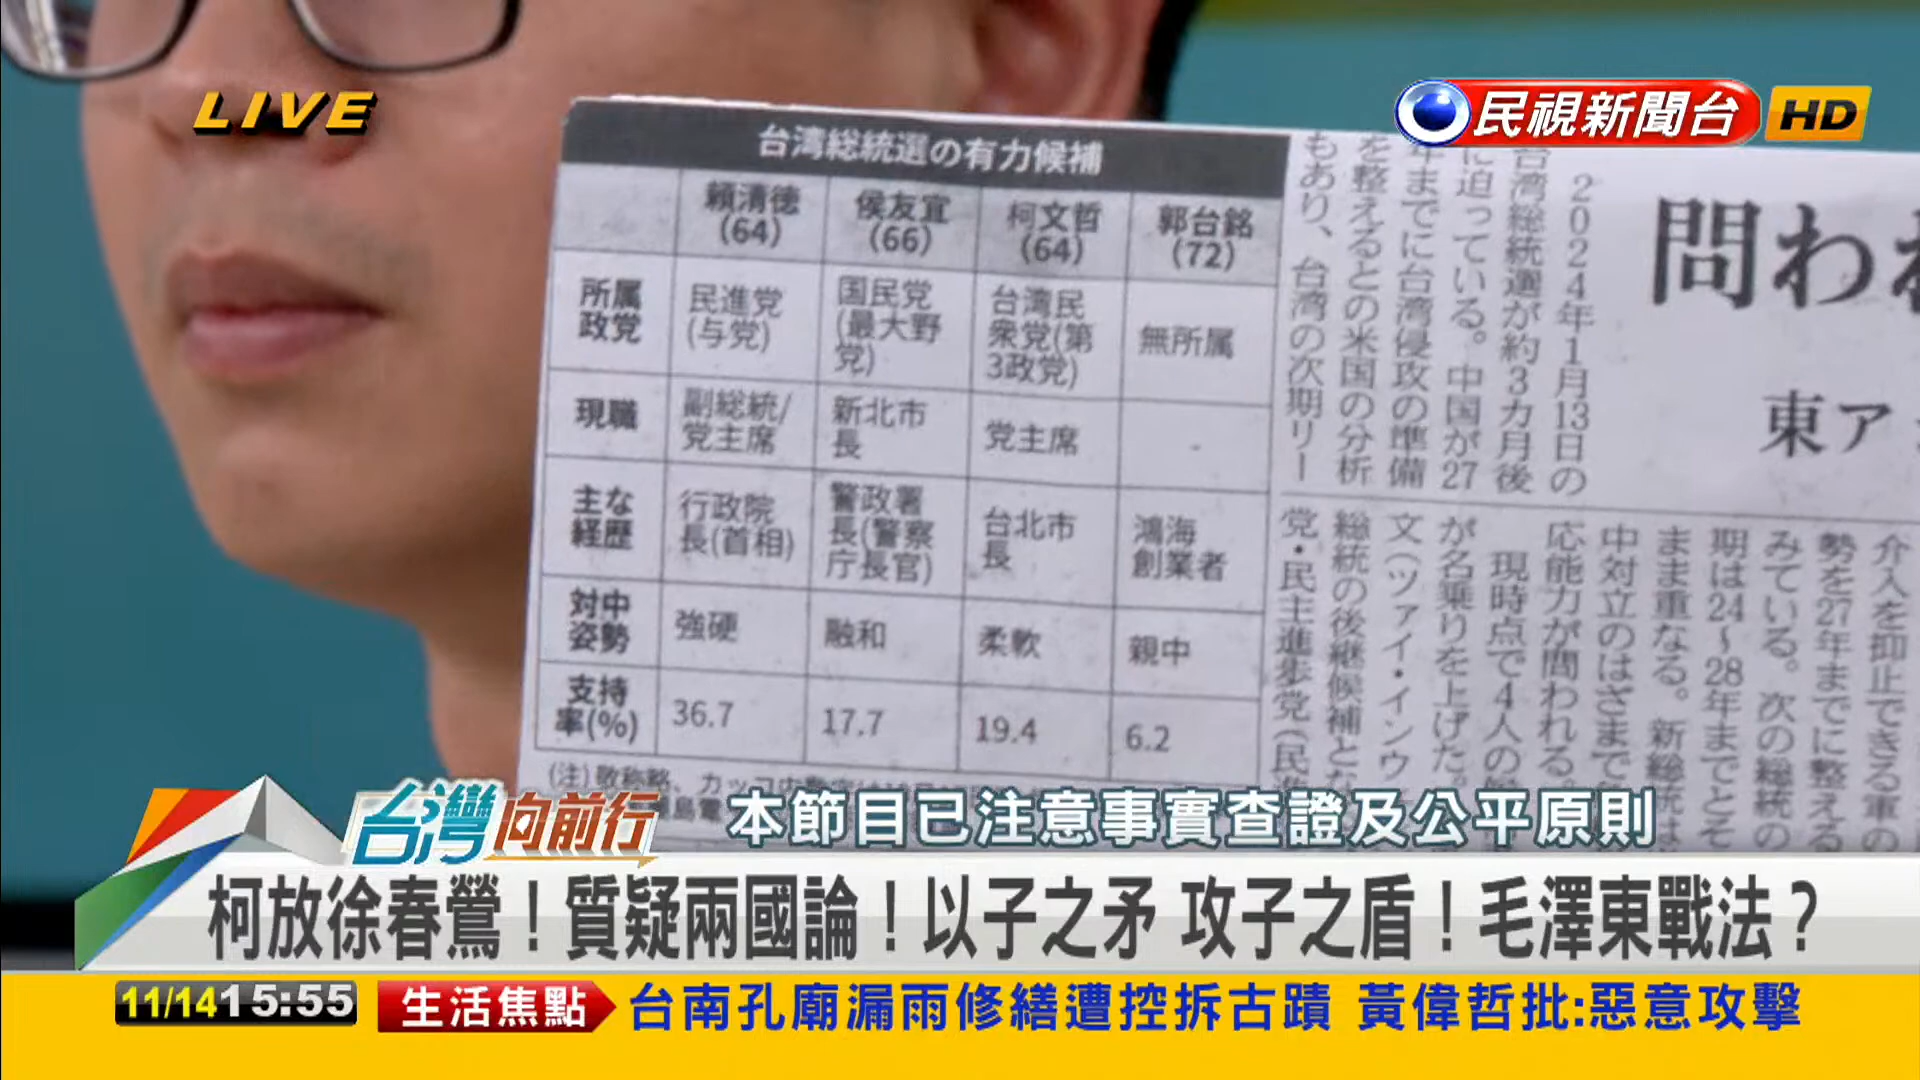 LIVE
民視新聞台 HD
台湾総統選の有力候補
頼清徳 侯友宜 柯文哲 郭台銘
(64) (66) (64) (72)
所属 政党
民進党 (与党)
国民党 (最大野党)
台湾民衆党(第3政党)
無所属
現職
副総統/党主席
新北市長
党主席
-
主な 経歴
行政院長(首相)
警政署長(警察庁長官)
台北市長
鴻海 創業者
対中 姿勢
強硬
融和
柔軟
親中
支持 率(%)
36.7
17.7
19.4
6.2
問わ
東ア
2024年1月13日の
台湾総統選が約3カ月後
に迫っている。中国が27
年までに台湾侵攻の準備
を整えるとの米国の分析
もあり、台湾の次期リー
介入を抑止できる軍の
勢を27年までに整える
みている。次の総統の
期は24〜28年までとそ
まま重なる。新総統は
中対立のはざまで
応能力が問われる。
現時点で4人の
が名乗りを上げた。
文(ツァイ・インウ
総統の後継候補とな
党・民主進歩党(民進
台灣向前行
本節目已注意事實查證及公平原則
柯放徐春鶯！質疑兩國論！以子之矛 攻子之盾！毛澤東戰法？
11/14 15:55 生活焦點 台南孔廟漏雨修繕遭控拆古蹟 黃偉哲批:惡意攻擊